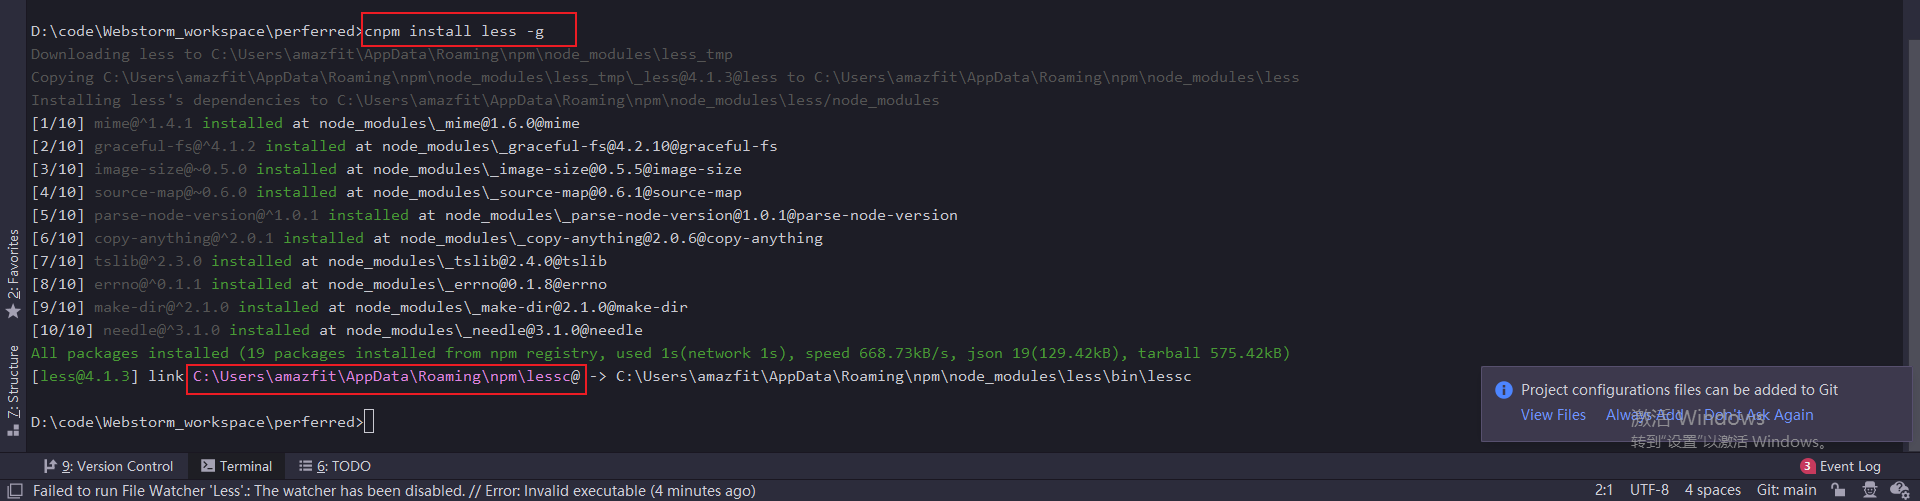 D:\code\Webstorm_workspace\perferred>cnpm install less -g
Downloading less to C:\Users\amazfit\AppData\Roaming\npm\node_modules\less_tmp
Copying C:\Users\amazfit\AppData\Roaming\npm\node_modules\less_tmp\_less@4.1.3@less to C:\Users\amazfit\AppData\Roaming\npm\node_modules\less
Installing less's dependencies to C:\Users\amazfit\AppData\Roaming\npm\node_modules\less/node_modules
[1/10] mime@^1.4.1 installed at node_modules\_mime@1.6.0@mime
[2/10] graceful-fs@^4.1.2 installed at node_modules\_graceful-fs@4.2.10@graceful-fs
[3/10] image-size@~0.5.0 installed at node_modules\_image-size@0.5.5@image-size
[4/10] source-map@~0.6.0 installed at node_modules\_source-map@0.6.1@source-map
[5/10] parse-node-version@^1.0.1 installed at node_modules\_parse-node-version@1.0.1@parse-node-version
[6/10] copy-anything@^2.0.1 installed at node_modules\_copy-anything@2.0.6@copy-anything
[7/10] tslib@^2.3.0 installed at node_modules\_tslib@2.4.0@tslib
[8/10] errno@^0.1.1 installed at node_modules\_errno@0.1.8@errno
[9/10] make-dir@^2.1.0 installed at node_modules\_make-dir@2.1.0@make-dir
[10/10] needle@^3.1.0 installed at node_modules\_needle@3.1.0@needle
All packages installed (19 packages installed from npm registry, used 1s(network 1s), speed 668.73kB/s, json 19(129.42kB), tarball 575.42kB)
[less@4.1.3] link C:\Users\amazfit\AppData\Roaming\npm\lessc@ -> C:\Users\amazfit\AppData\Roaming\npm\node_modules\less\bin\lessc
D:\code\Webstorm_workspace\perferred>
2: Favorites
7: Structure
Project configurations files can be added to Git
View Files Always Add Don't Ask Again
激活 Windows
转到"设置"以激活 Windows。
9: Version Control Terminal 6: TODO 3 Event Log
Failed to run File Watcher 'Less'.: The watcher has been disabled. // Error: Invalid executable (4 minutes ago) 2:1 UTF-8 4 spaces Git: main